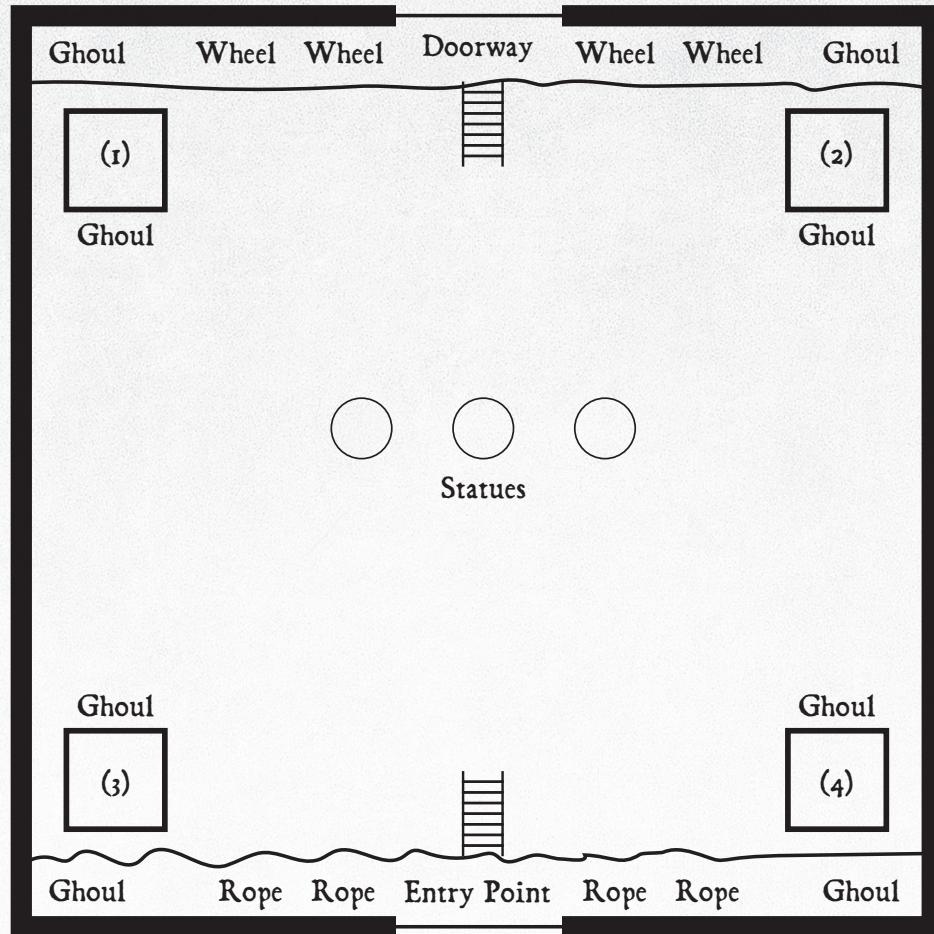 Ghoul Wheel Wheel Doorway Wheel Wheel Ghoul
(1) (2)
Ghoul Ghoul
Statues
Ghoul Ghoul
(3) (4)
Ghoul Rope Rope Entry Point Rope Rope Ghoul